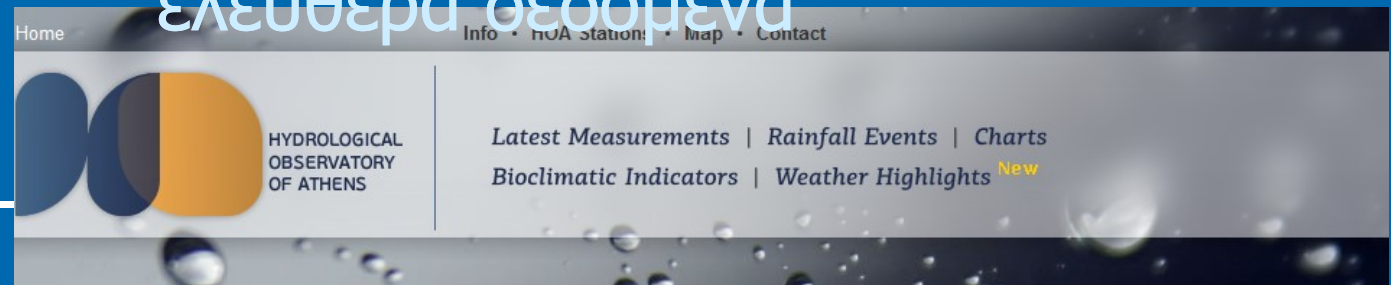 ελεύθερα δεδομένα
Home Info • HOA Stations • Map • Contact
HYDROLOGICAL
OBSERVATORY
OF ATHENS
Latest Measurements | Rainfall Events | Charts
Bioclimatic Indicators | Weather Highlights New